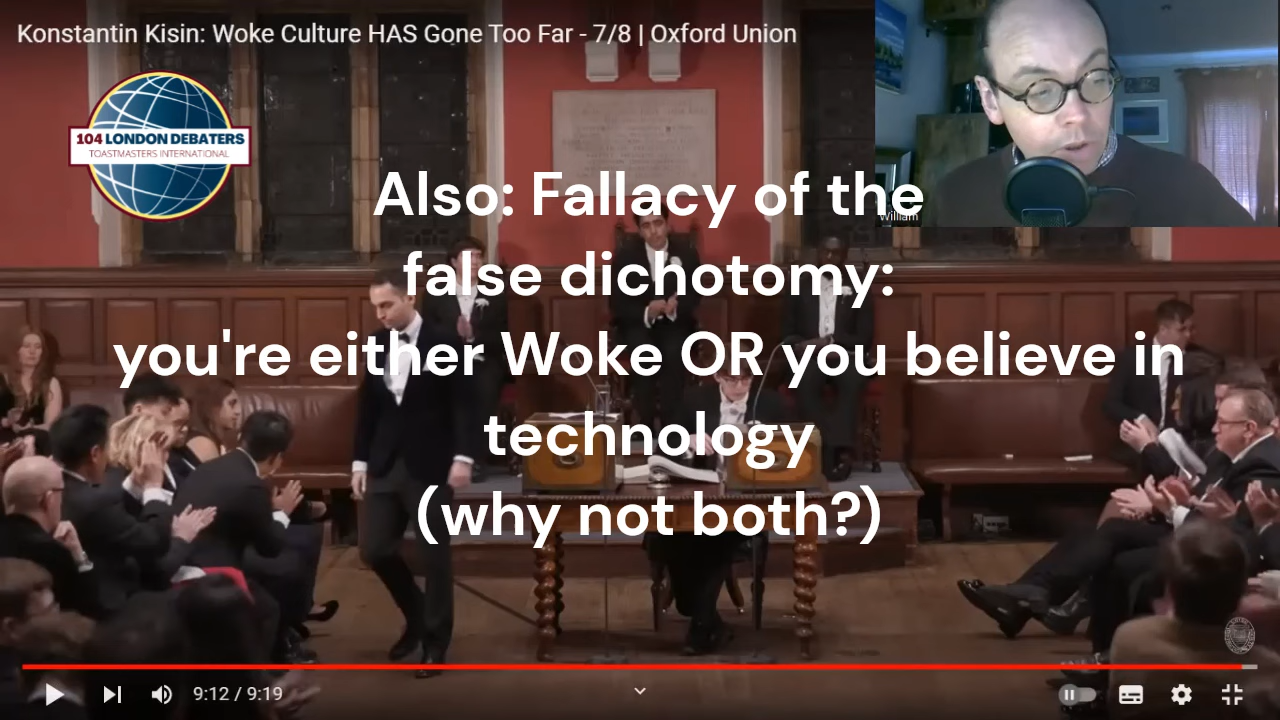 Konstantin Kisin: Woke Culture HAS Gone Too Far - 7/8 | Oxford Union
104 LONDON DEBATERS
TOASTMASTERS INTERNATIONAL
William
Also: Fallacy of the
false dichotomy:
you're either Woke OR you believe in
technology
(why not both?)
9:12 / 9:19